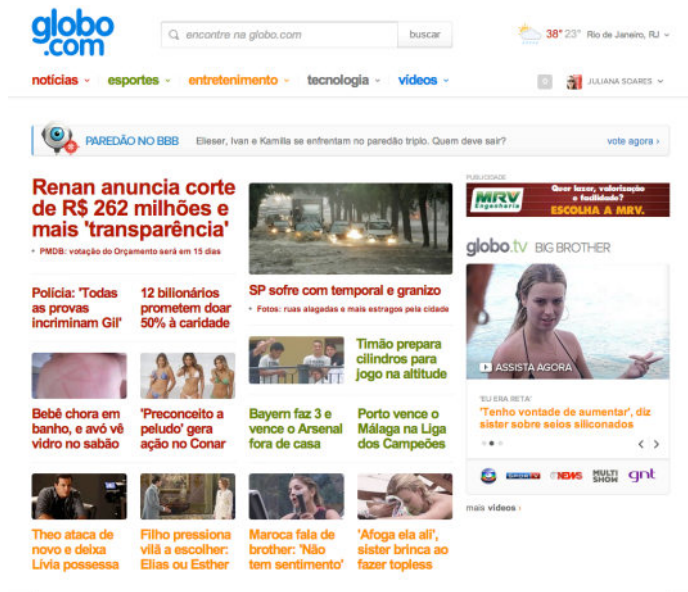 globo
.com
encontre na globo.com
buscar
38° 23° Rio de Janeiro, RJ
notícias
esportes
entretenimento
tecnologia
vídeos
0
JULIANA SOARES
PAREDÃO NO BBB
Elieser, Ivan e Kamilla se enfrentam no paredão triplo. Quem deve sair?
vote agora ›
Renan anuncia corte
de R$ 262 milhões e
mais 'transparência'
PMDB: votação do Orçamento será em 15 dias
Polícia: 'Todas
as provas
incriminam Gil'
12 bilionários
prometem doar
50% à caridade
SP sofre com temporal e granizo
Fotos: ruas alagadas e mais estragos pela cidade
Bebê chora em
banho, e avó vê
vidro no sabão
'Preconceito a
peludo' gera
ação no Conar
Timão prepara
cilindros para
jogo na altitude
Bayern faz 3 e
vence o Arsenal
fora de casa
Porto vence o
Málaga na Liga
dos Campeões
Theo ataca de
novo e deixa
Lívia possessa
Filho pressiona
vilã a escolher:
Elias ou Esther
Maroca fala de
brother: 'Não
tem sentimento'
'Afoga ela ali',
sister brinca ao
fazer topless
PUBLICIDADE
MRV
Engenharia
Quer lazer, valorização
e facilidade?
ESCOLHA A MRV.
globo.tv BIG BROTHER
ASSISTA AGORA
'EU ERA RETA'
'Tenho vontade de aumentar', diz
sister sobre seios siliconados
SPORTV
NEWS
MULTI
SHOW
gnt
mais vídeos ›